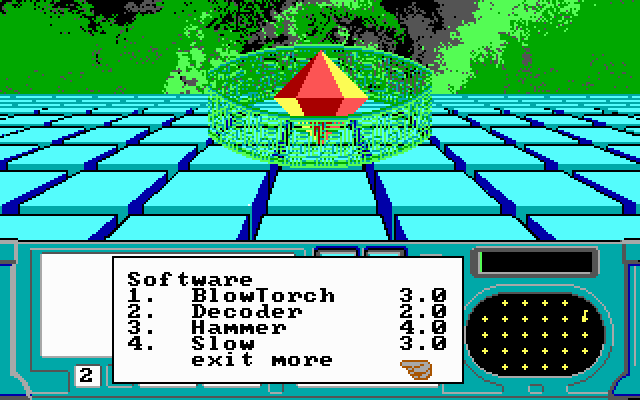 Software
1. BlowTorch 3.0
2. Decoder 2.0
3. Hammer 4.0
4. Slow 3.0
exit more
2